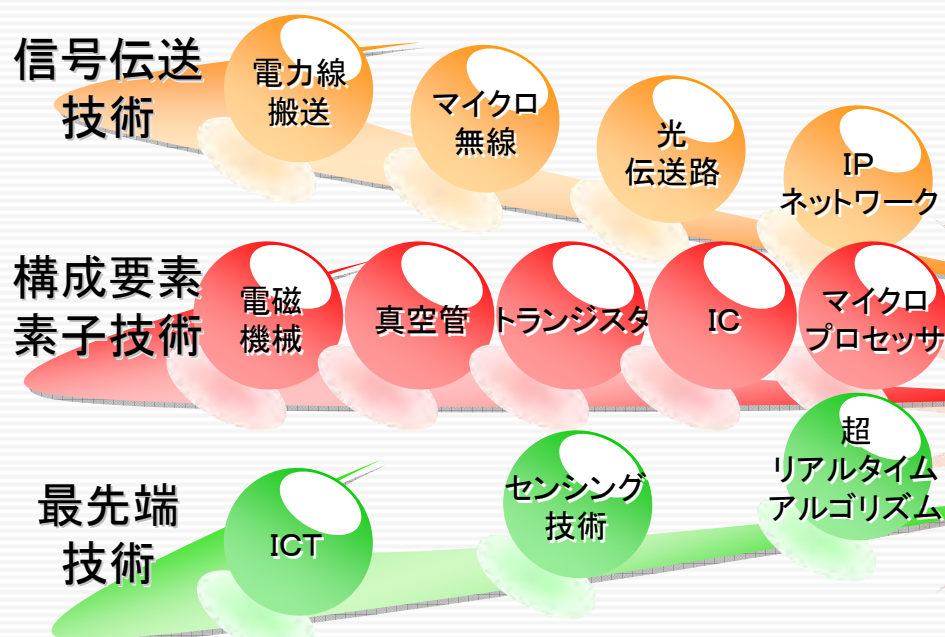 信号伝送
技術
電力線
搬送
マイクロ
無線
光
伝送路
IP
ネットワーク
構成要素
素子技術
電磁
機械
真空管
トランジスタ
IC
マイクロ
プロセッサ
最先端
技術
ICT
センシング
技術
超
リアルタイム
アルゴリズム